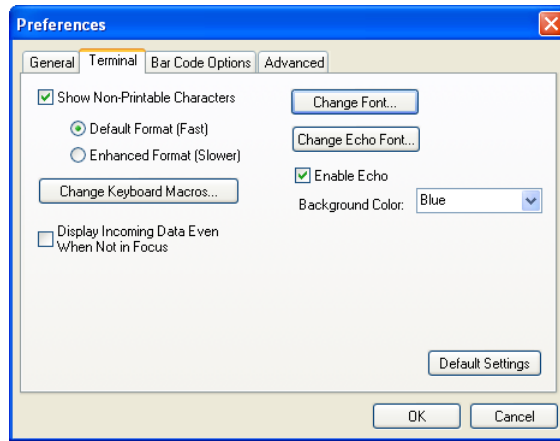 Preferences
General Terminal Bar Code Options Advanced
Show Non-Printable Characters
Default Format (Fast)
Enhanced Format (Slower)
Change Keyboard Macros...
Display Incoming Data Even
When Not in Focus
Change Font...
Change Echo Font...
Enable Echo
Background Color: Blue
Default Settings
OK Cancel